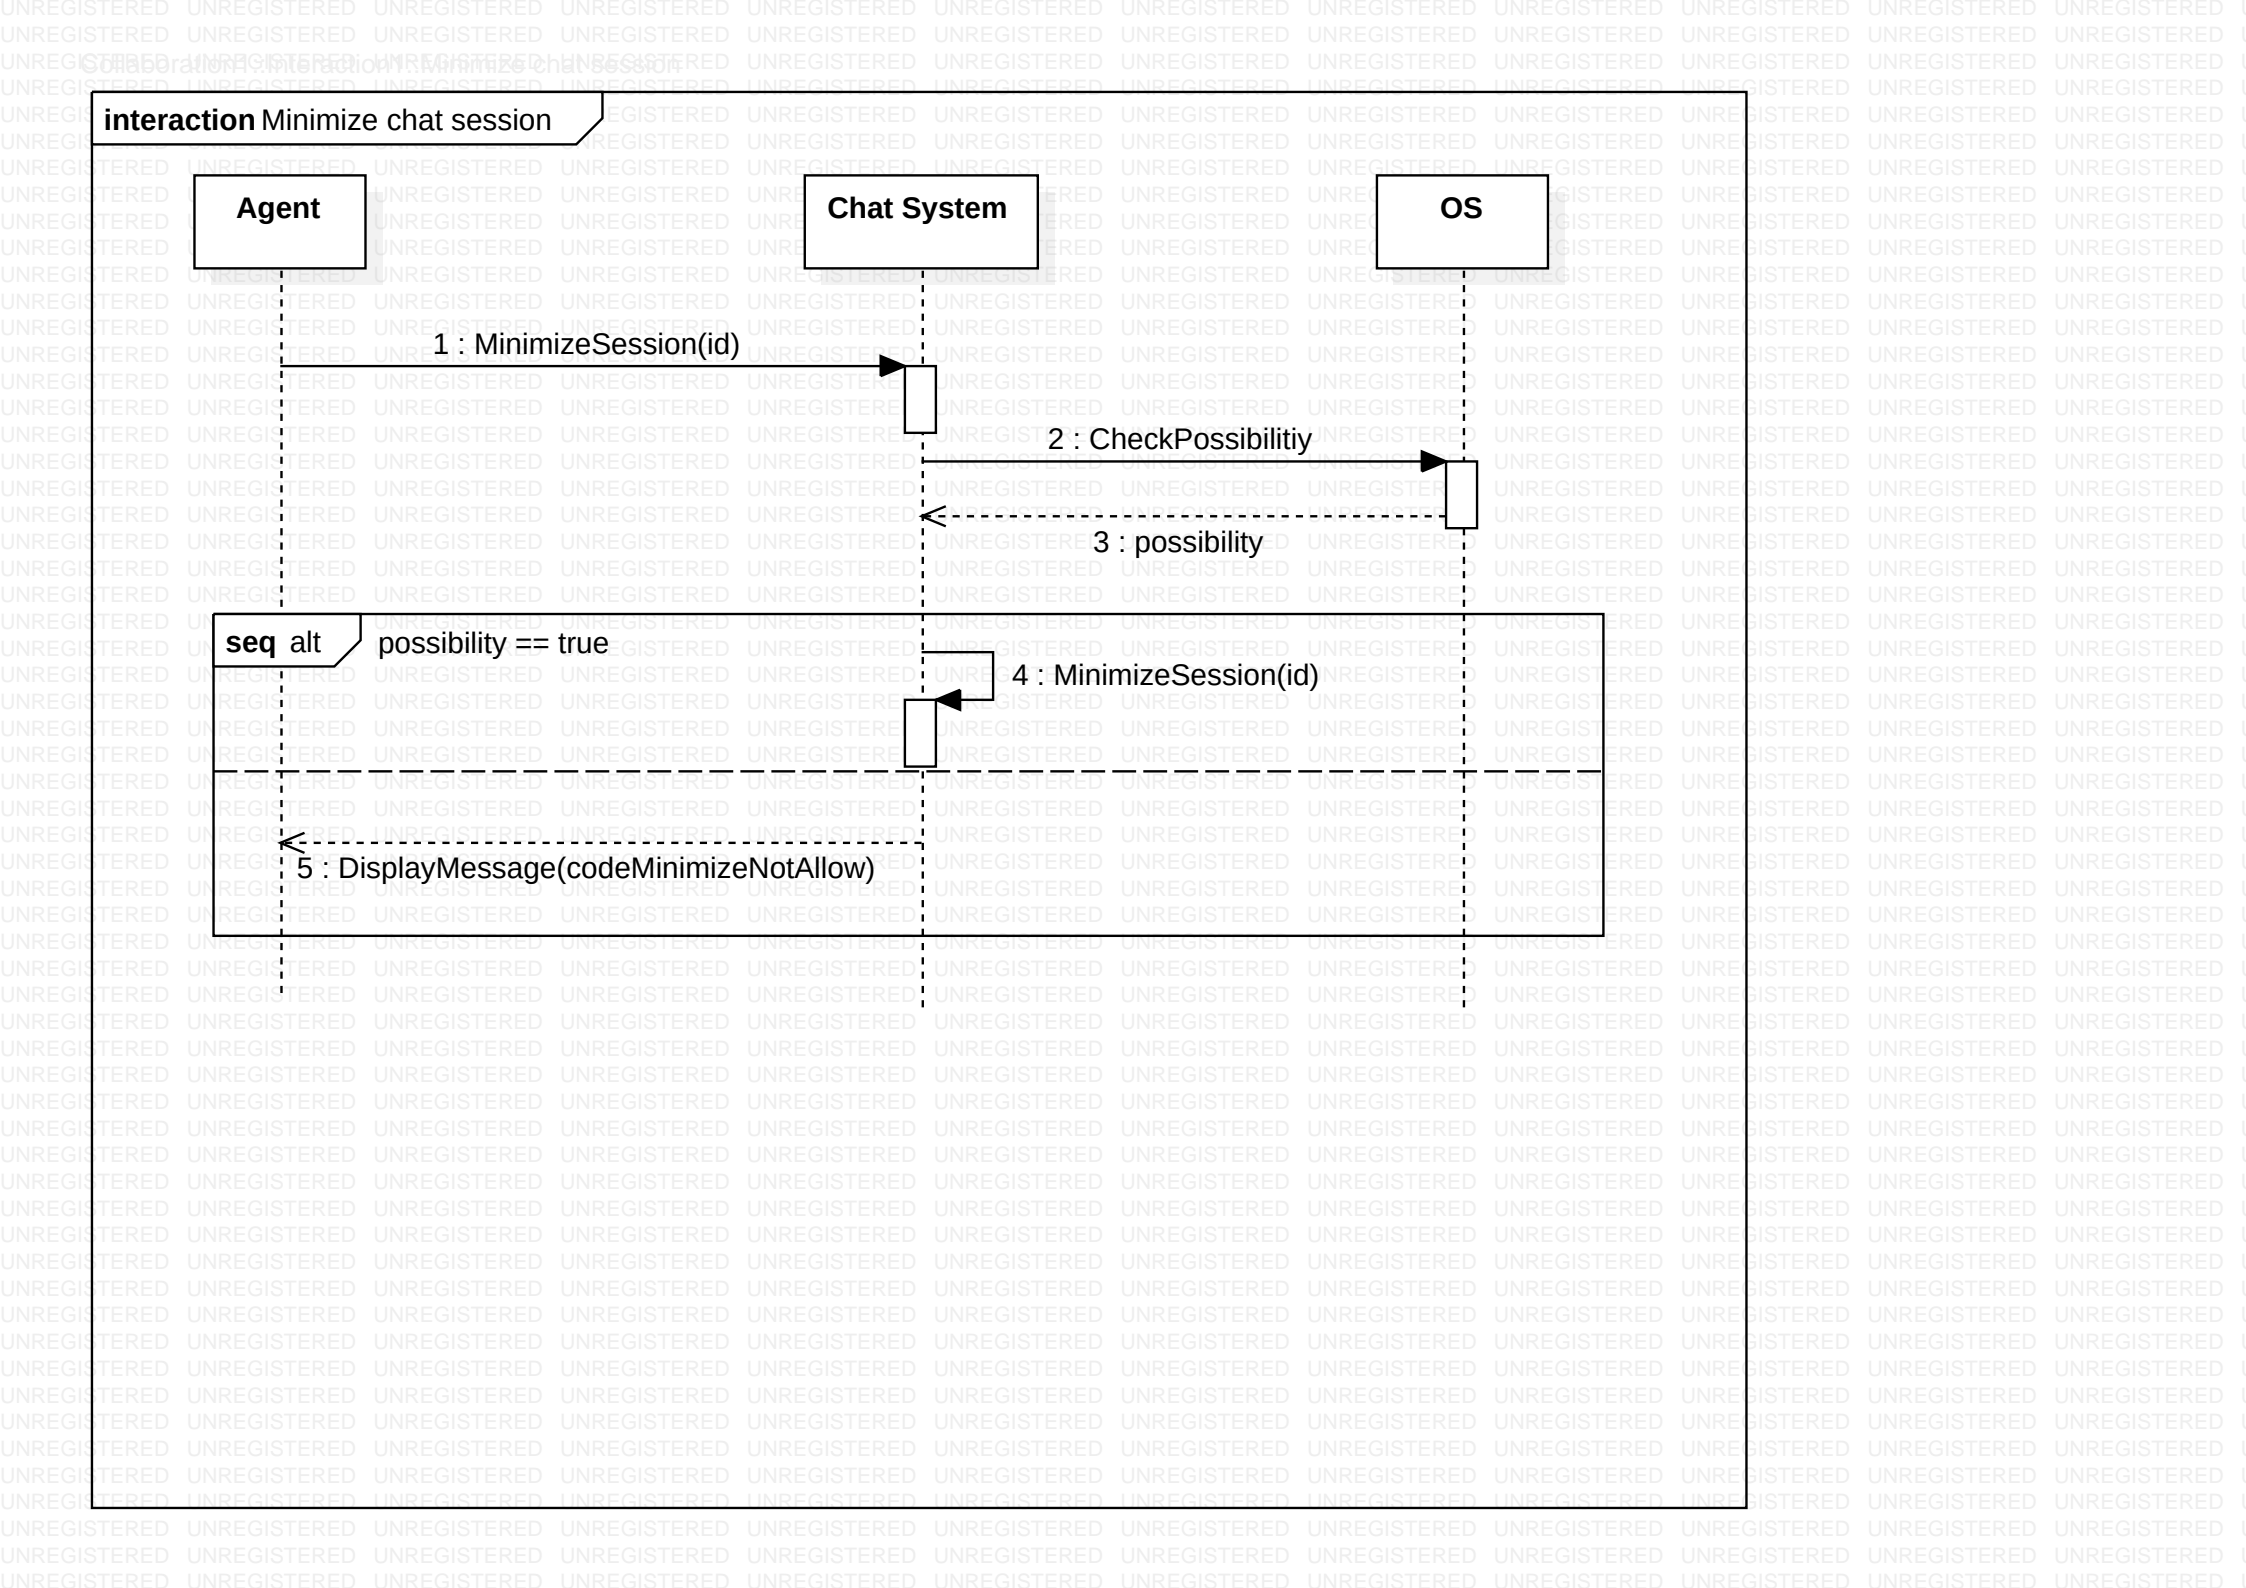 Collaboration1::Interaction1::Minimize chat session
interaction Minimize chat session
Agent
Chat System
OS
1 : MinimizeSession(id)
2 : CheckPossibilitiy
3 : possibility
seq alt possibility == true
4 : MinimizeSession(id)
5 : DisplayMessage(codeMinimizeNotAllow)
UNREGISTERED